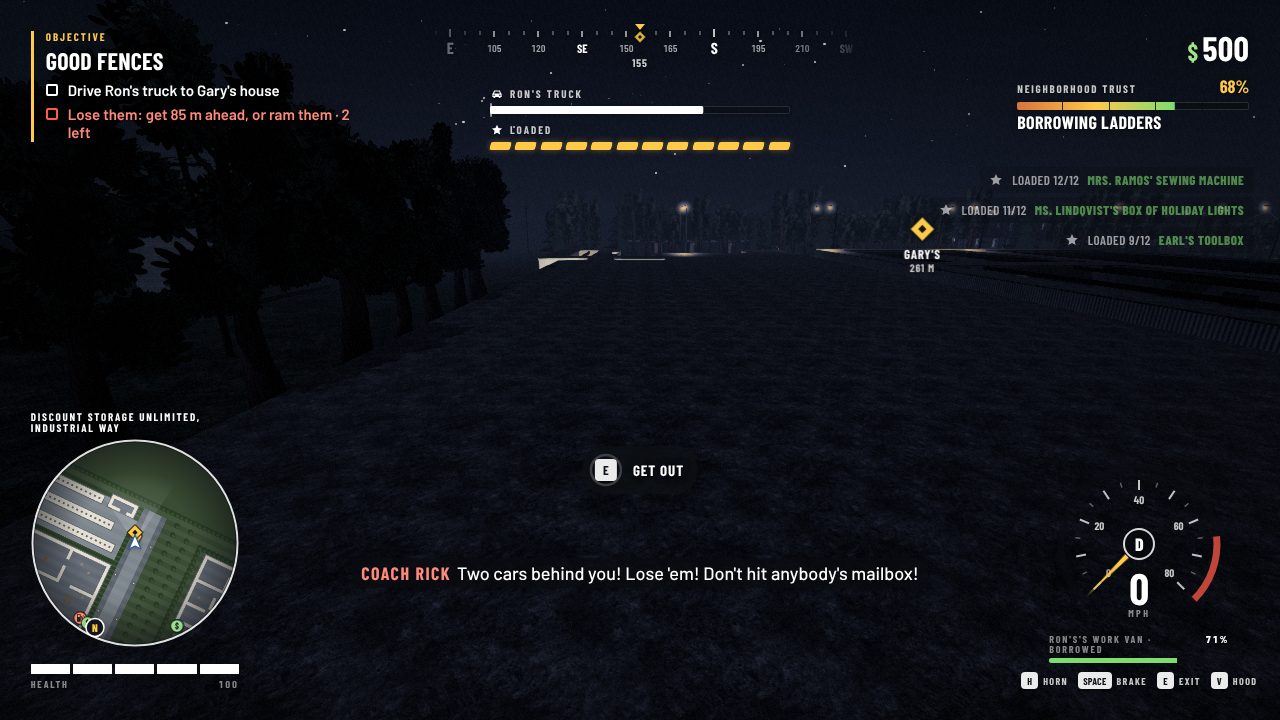 OBJECTIVE
GOOD FENCES
Drive Ron's truck to Gary's house
Lose them: get 85 m ahead, or ram them · 2
left
E 105 120 SE 150 165 S 195 210 SW
155
RON'S TRUCK
LOADED
$500
NEIGHBORHOOD TRUST 68%
BORROWING LADDERS
LOADED 12/12 MRS. RAMOS' SEWING MACHINE
LOADED 11/12 MS. LINDQVIST'S BOX OF HOLIDAY LIGHTS
LOADED 9/12 EARL'S TOOLBOX
GARY'S
261 M
DISCOUNT STORAGE UNLIMITED,
INDUSTRIAL WAY
N
$
HEALTH 100
E GET OUT
COACH RICK Two cars behind you! Lose 'em! Don't hit anybody's mailbox!
0 20 40 60 80
D
0
MPH
RON'S'S WORK VAN ·
BORROWED
71%
H HORN SPACE BRAKE E EXIT V HOOD